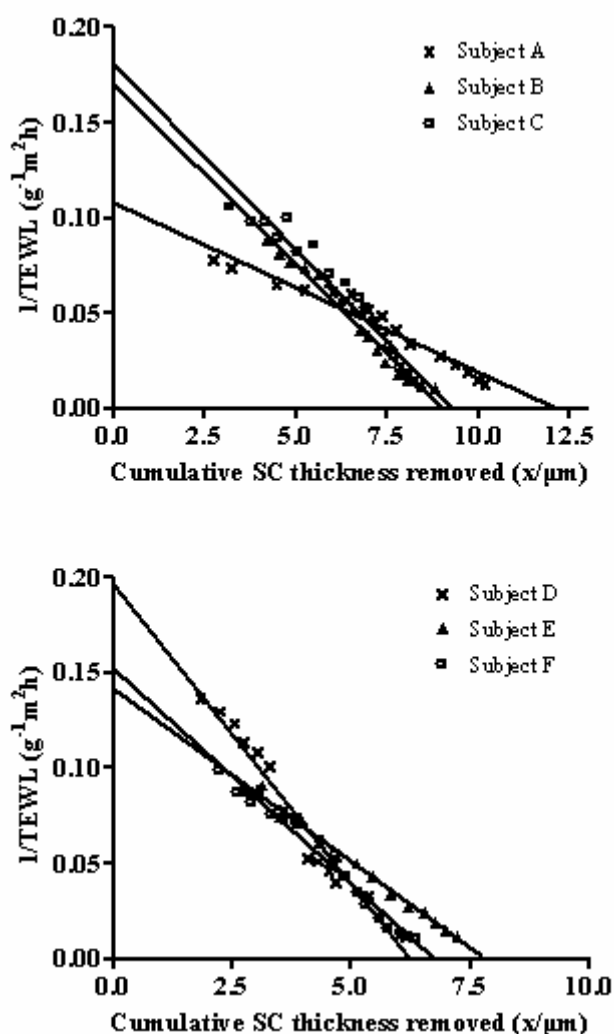 0.20
0.15
0.10
0.05
0.00
1/TEWL (g⁻¹m²h)
Subject A
Subject B
Subject C
0.0 2.5 5.0 7.5 10.0 12.5
Cumulative SC thickness removed (x/µm)
0.20
0.15
0.10
0.05
0.00
1/TEWL (g⁻¹m²h)
Subject D
Subject E
Subject F
0.0 2.5 5.0 7.5 10.0
Cumulative SC thickness removed (x/µm)